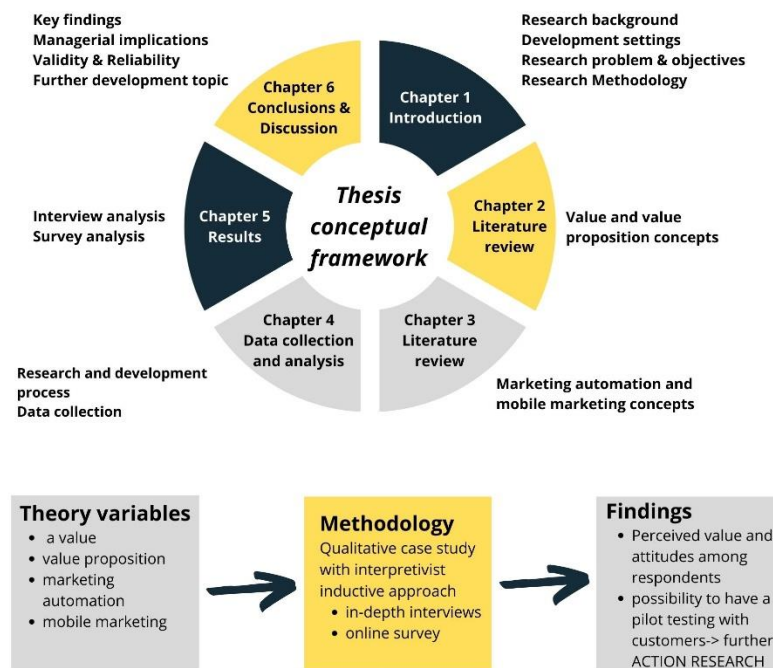 Key findings
Managerial implications
Validity & Reliability
Further development topic
Research background
Development settings
Research problem & objectives
Research Methodology
Chapter 6
Conclusions &
Discussion
Chapter 1
Introduction
Interview analysis
Survey analysis
Chapter 5
Results
Thesis
conceptual
framework
Chapter 2
Literature
review
Value and value
proposition concepts
Chapter 4
Data collection
and analysis
Chapter 3
Literature
review
Research and development
process
Data collection
Marketing automation and
mobile marketing concepts
Theory variables
• a value
• value proposition
• marketing
automation
• mobile marketing
Methodology
Qualitative case study
with interpretivist
inductive approach
• in-depth interviews
• online survey
Findings
• Perceived value and
attitudes among
respondents
• possibility to have a
pilot testing with
customers-> further
ACTION RESEARCH